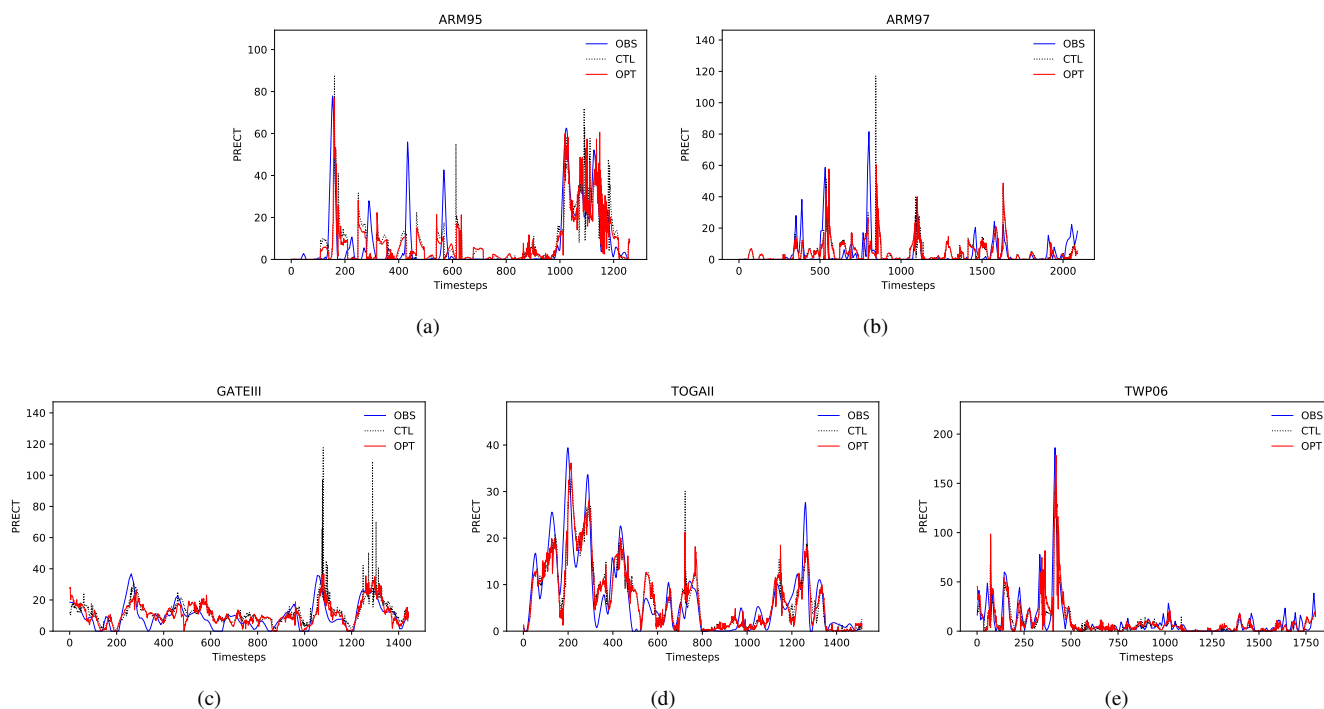 ARM95
PRECT
100
80
60
40
20
0
OBS
CTL
OPT
0 200 400 600 800 1000 1200
Timesteps
(a)
ARM97
PRECT
140
120
100
80
60
40
20
0
OBS
CTL
OPT
0 500 1000 1500 2000
Timesteps
(b)
GATEIII
PRECT
140
120
100
80
60
40
20
0
OBS
CTL
OPT
0 200 400 600 800 1000 1200 1400
Timesteps
(c)
TOGAII
PRECT
40
30
20
10
0
OBS
CTL
OPT
0 200 400 600 800 1000 1200 1400
Timesteps
(d)
TWP06
PRECT
200
150
100
50
0
OBS
CTL
OPT
0 250 500 750 1000 1250 1500 1750
Timesteps
(e)